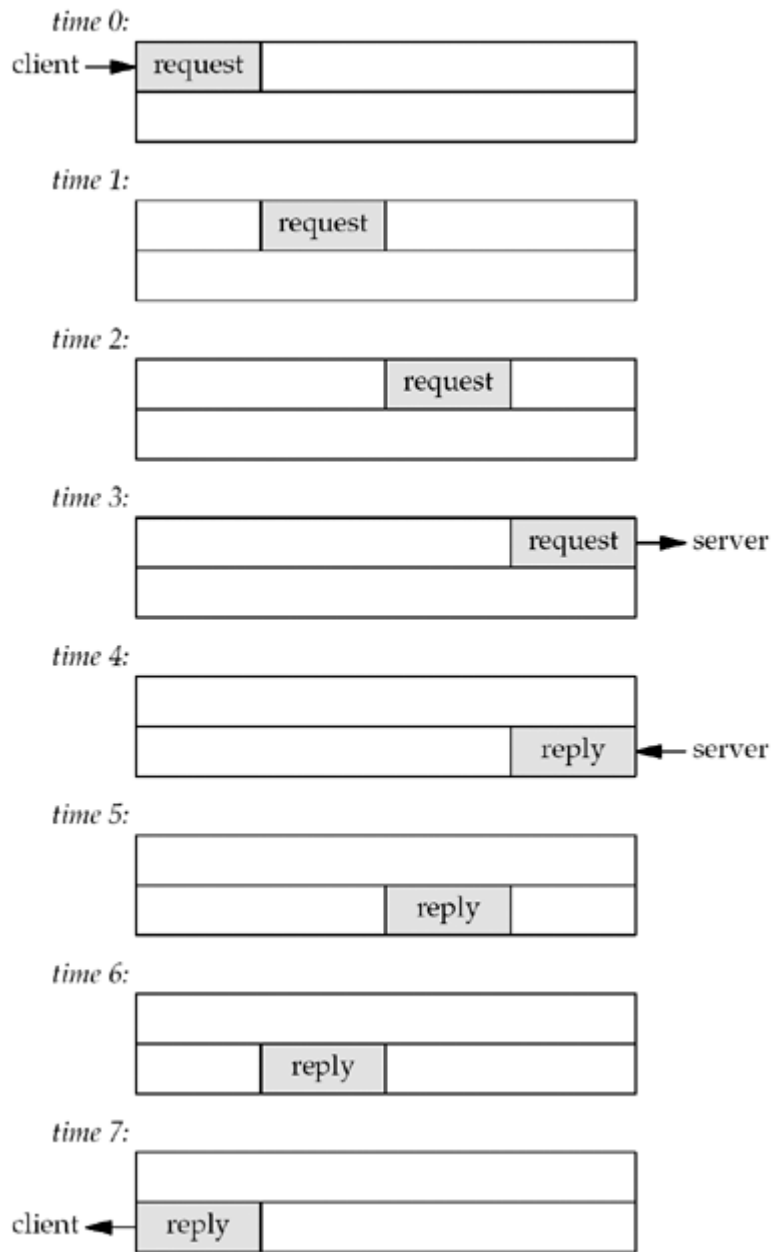 time 0:
client request
time 1:
request
time 2:
request
time 3:
request server
time 4:
reply server
time 5:
reply
time 6:
reply
time 7:
client reply